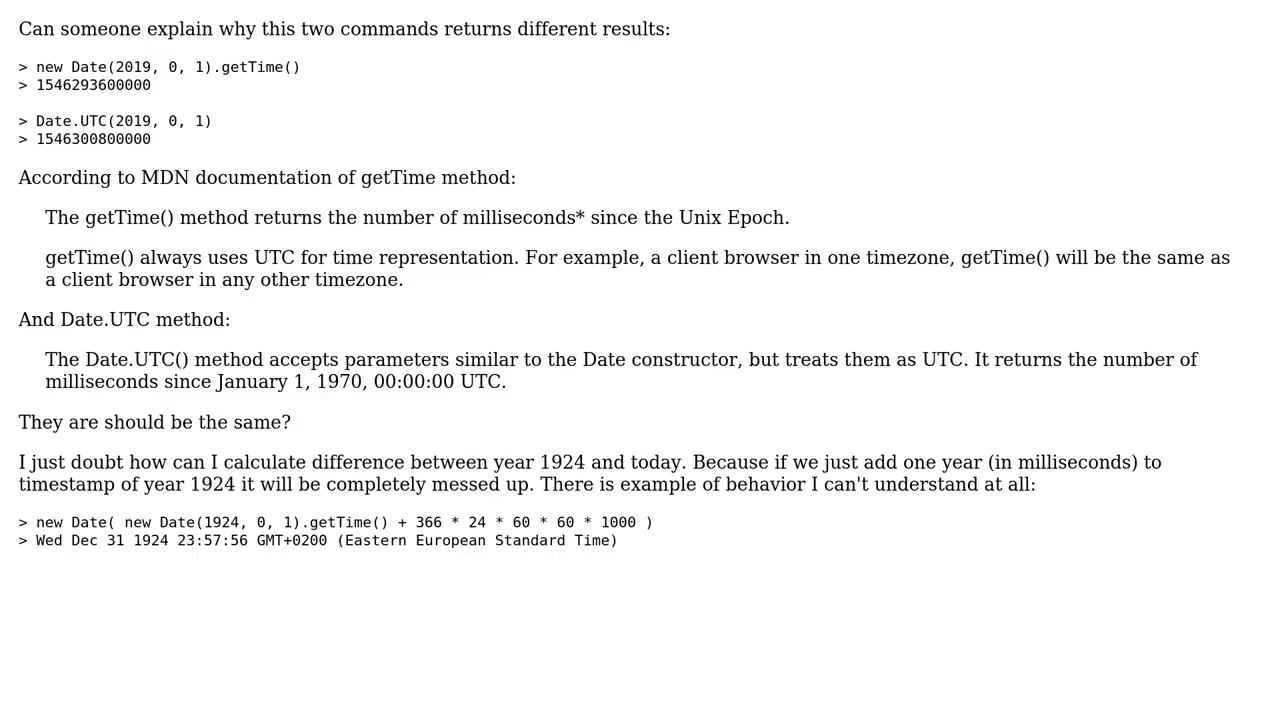 Can someone explain why this two commands returns different results:
> new Date(2019, 0, 1).getTime()
> 1546293600000
> Date.UTC(2019, 0, 1)
> 1546300800000
According to MDN documentation of getTime method:
The getTime() method returns the number of milliseconds* since the Unix Epoch.
getTime() always uses UTC for time representation. For example, a client browser in one timezone, getTime() will be the same as
a client browser in any other timezone.
And Date.UTC method:
The Date.UTC() method accepts parameters similar to the Date constructor, but treats them as UTC. It returns the number of
milliseconds since January 1, 1970, 00:00:00 UTC.
They are should be the same?
I just doubt how can I calculate difference between year 1924 and today. Because if we just add one year (in milliseconds) to
timestamp of year 1924 it will be completely messed up. There is example of behavior I can't understand at all:
> new Date( new Date(1924, 0, 1).getTime() + 366 * 24 * 60 * 60 * 1000 )
> Wed Dec 31 1924 23:57:56 GMT+0200 (Eastern European Standard Time)